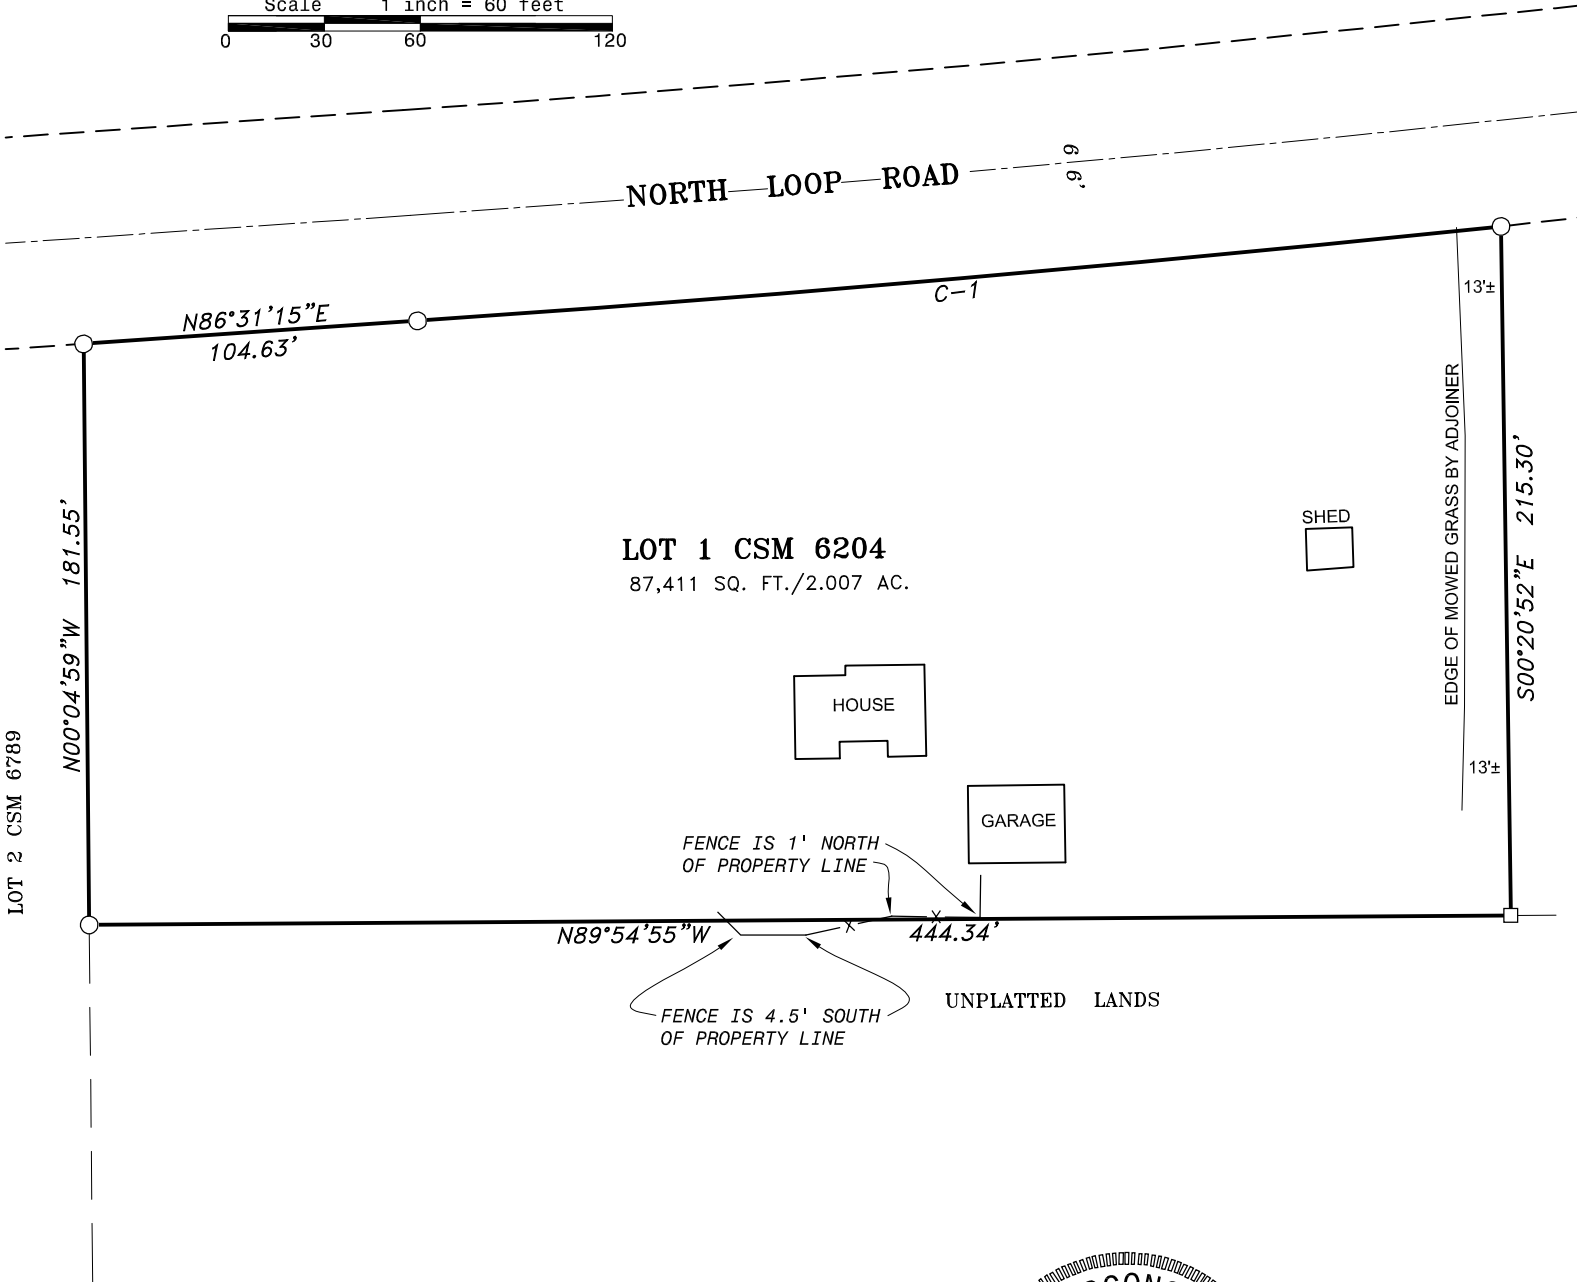 Scale 1 inch = 60 feet
0 30 60 120
66'
NORTH LOOP ROAD
C-1
13'±
N86°31'15"E
104.63'
EDGE OF MOWED GRASS BY ADJOINER
N00°04'59"W 181.55'
S00°20'52"E 215.30'
SHED
LOT 1 CSM 6204
87,411 SQ. FT./2.007 AC.
HOUSE
LOT 2 CSM 6789
13'±
GARAGE
FENCE IS 1' NORTH
OF PROPERTY LINE
N89°54'55"W 444.34'
UNPLATTED LANDS
FENCE IS 4.5' SOUTH
OF PROPERTY LINE